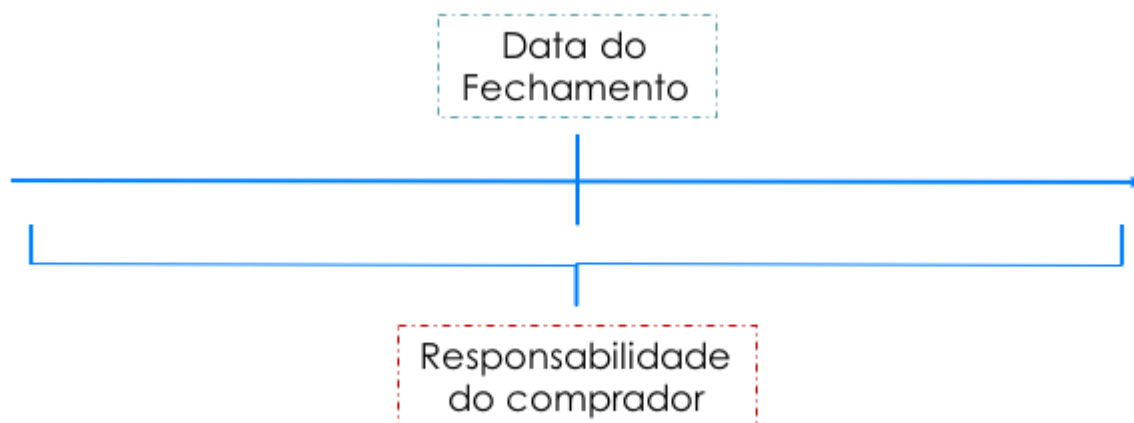 Data do
Fechamento
Responsabilidade
do comprador